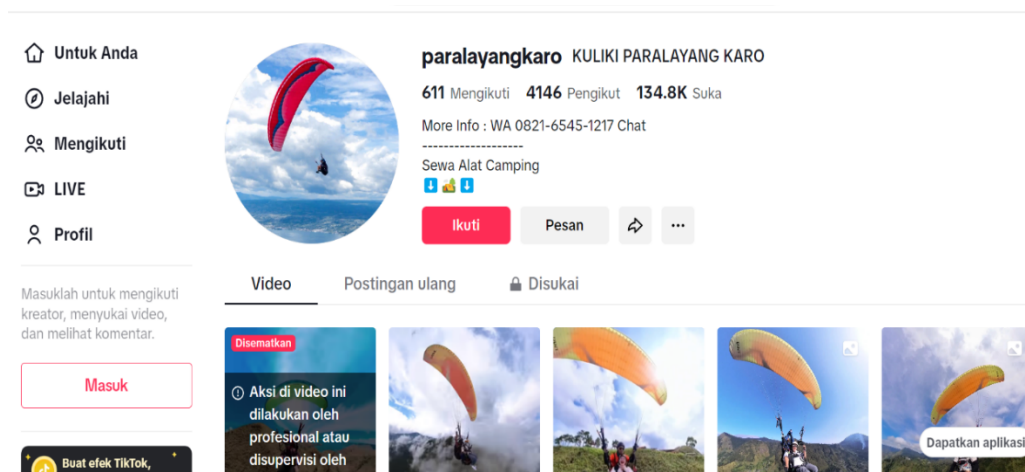 Untuk Anda
Jelajahi
Mengikuti
LIVE
Profil
Masuklah untuk mengikuti
kreator, menyukai video,
dan melihat komentar.
Masuk
Buat efek TikTok,
paralayangkaro KULIKI PARALAYANG KARO
611 Mengikuti 4146 Pengikut 134.8K Suka
More Info : WA 0821-6545-1217 Chat
-------------------
Sewa Alat Camping
⬇️🏕️⬇️
Ikuti Pesan
Video Postingan ulang Disukai
Disematkan
Aksi di video ini
dilakukan oleh
profesional atau
disupervisi oleh
Dapatkan aplikasi